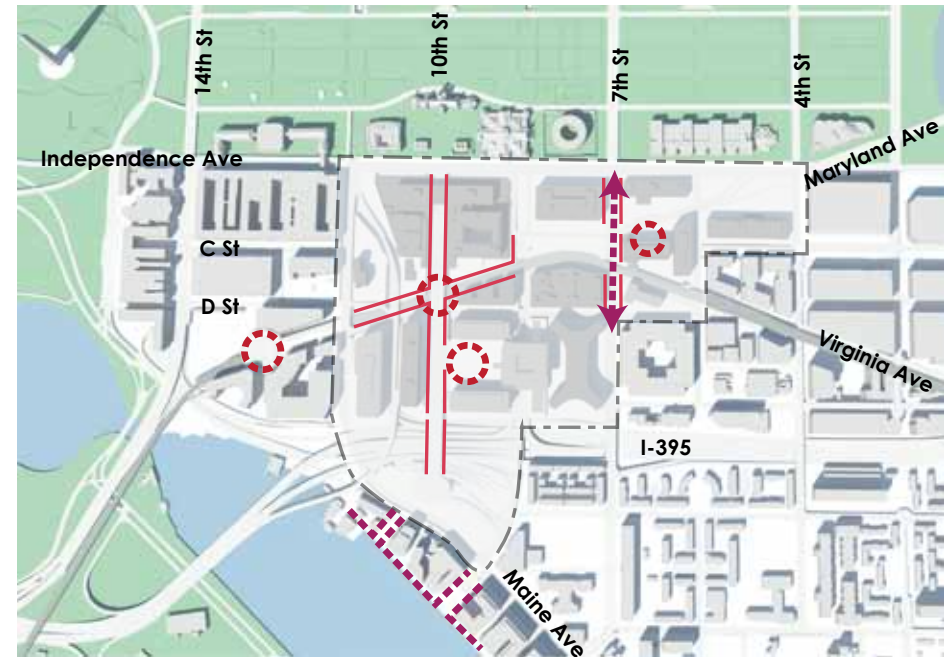 14th St
10th St
7th St
4th St
Independence Ave
Maryland Ave
C St
D St
Virginia Ave
I-395
Maine Ave